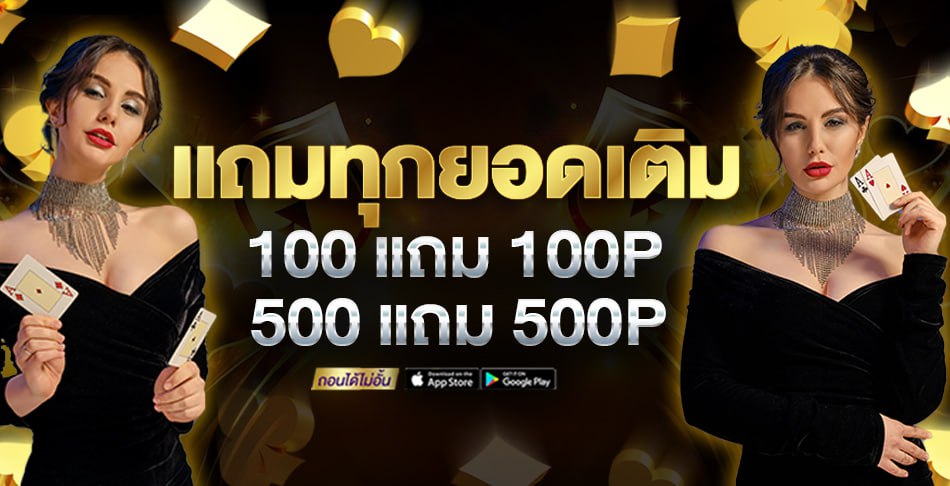 แถมทุกยอดเติม
100 แถม 100P
500 แถม 500P
ถอนได้ไม่อั้น
Download on the
App Store
GET IT ON
Google Play